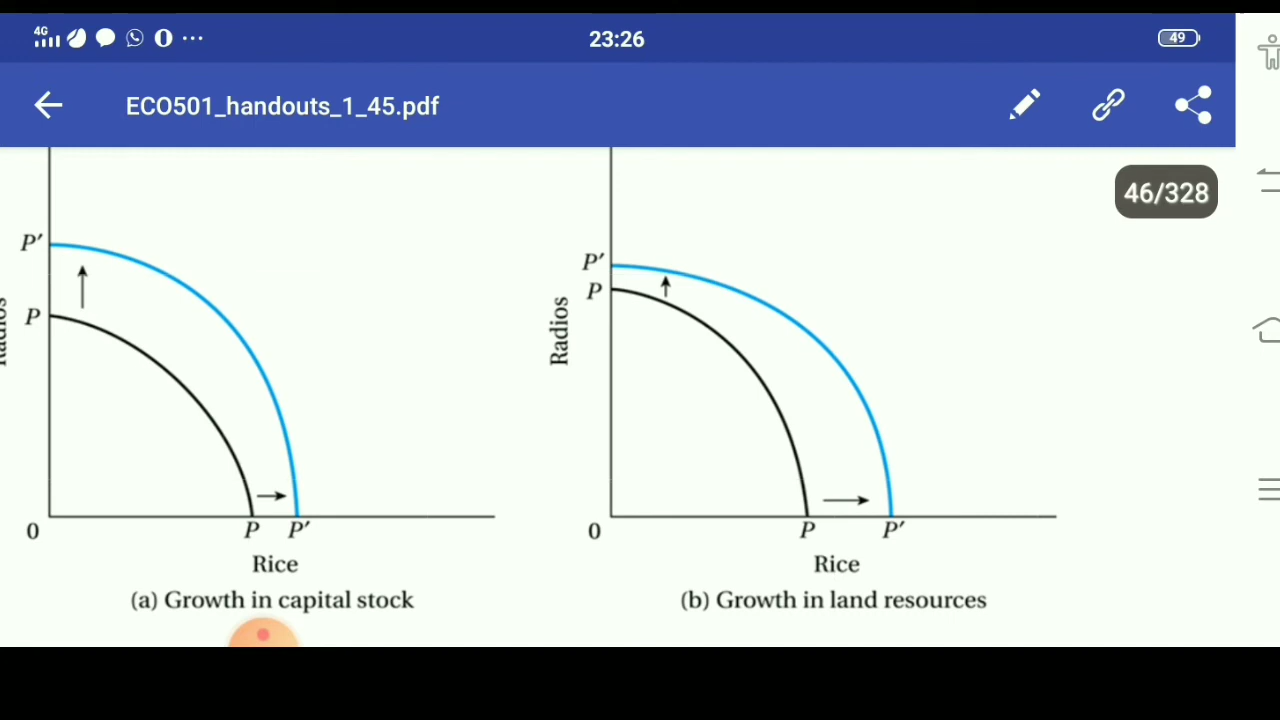 4G
23:26
49
ECO501_handouts_1_45.pdf
46/328
P′
P
0
P P′
Rice
(a) Growth in capital stock
P′
P
Radios
0
P P′
Rice
(b) Growth in land resources